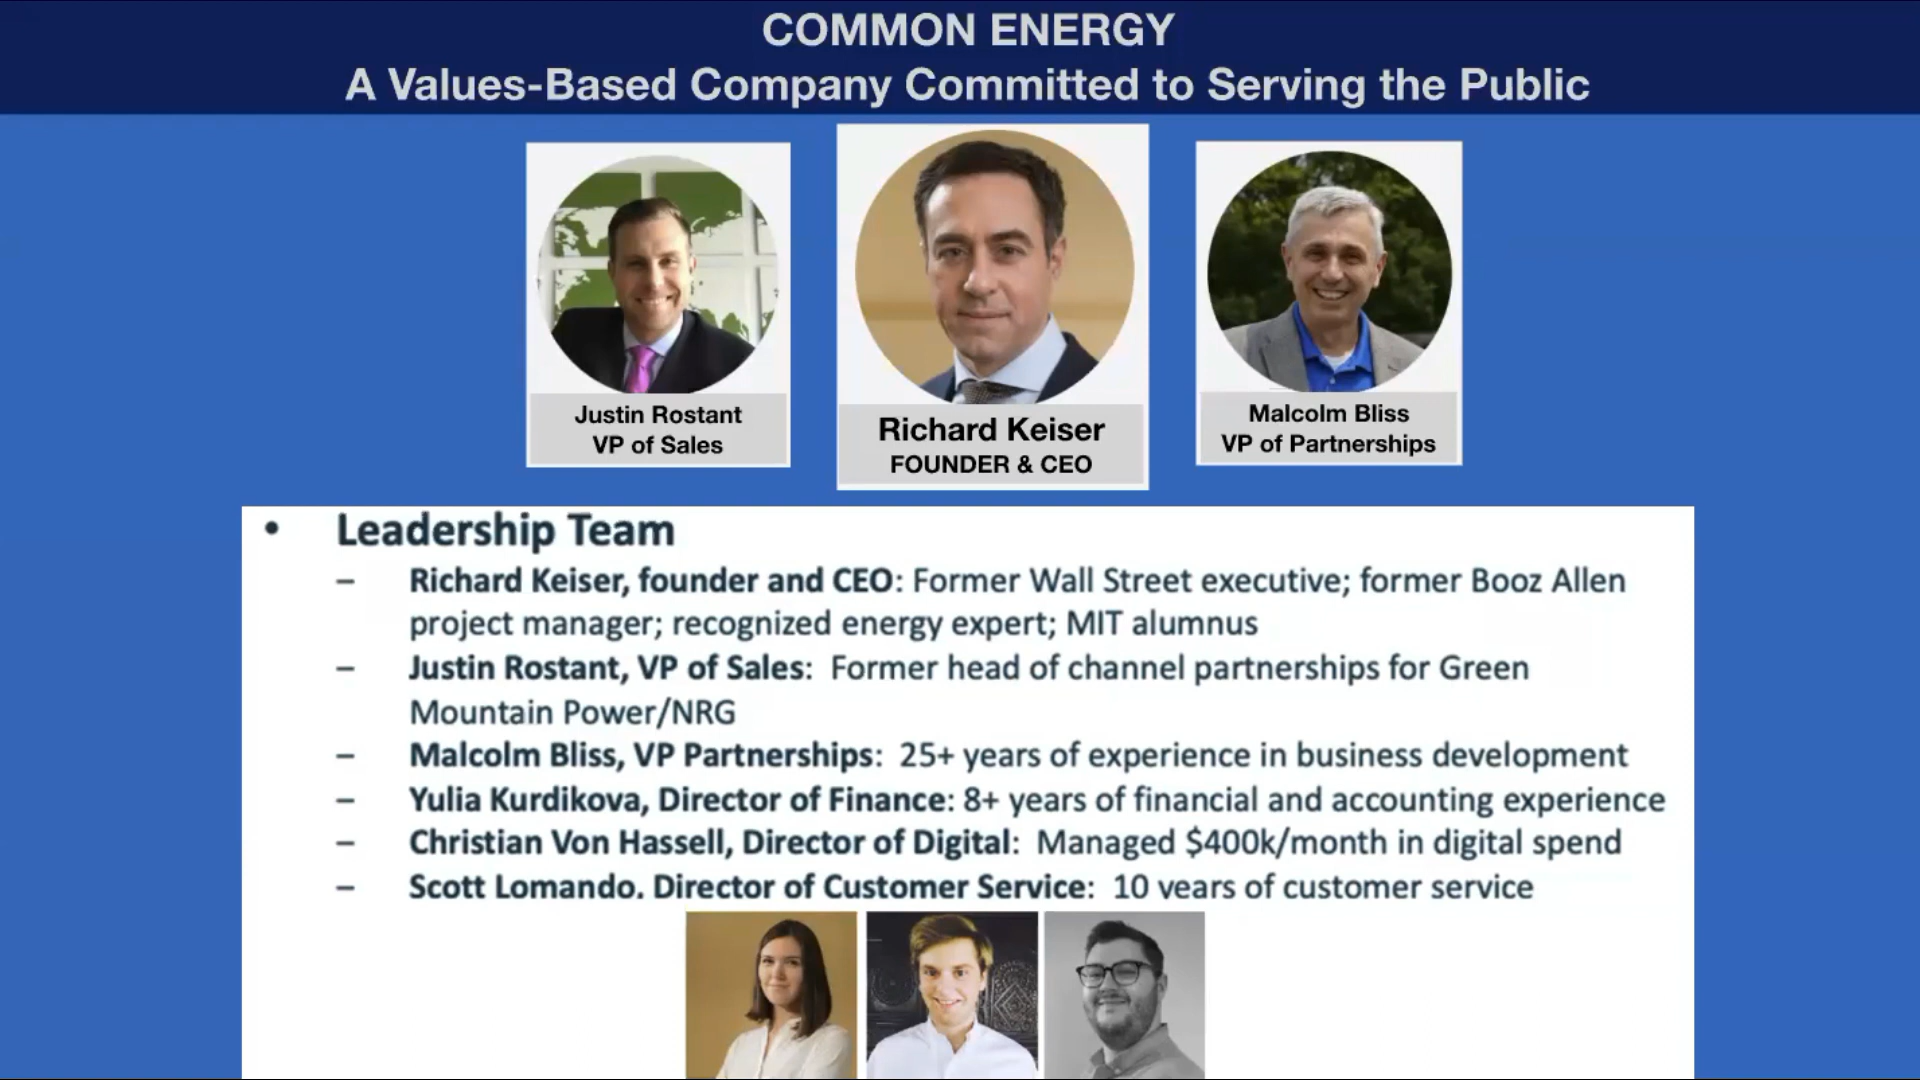 COMMON ENERGY
A Values-Based Company Committed to Serving the Public
Justin Rostant
VP of Sales
Richard Keiser
FOUNDER & CEO
Malcolm Bliss
VP of Partnerships
• Leadership Team
– Richard Keiser, founder and CEO: Former Wall Street executive; former Booz Allen
project manager; recognized energy expert; MIT alumnus
– Justin Rostant, VP of Sales: Former head of channel partnerships for Green
Mountain Power/NRG
– Malcolm Bliss, VP Partnerships: 25+ years of experience in business development
– Yulia Kurdikova, Director of Finance: 8+ years of financial and accounting experience
– Christian Von Hassell, Director of Digital: Managed $400k/month in digital spend
– Scott Lomando. Director of Customer Service: 10 years of customer service